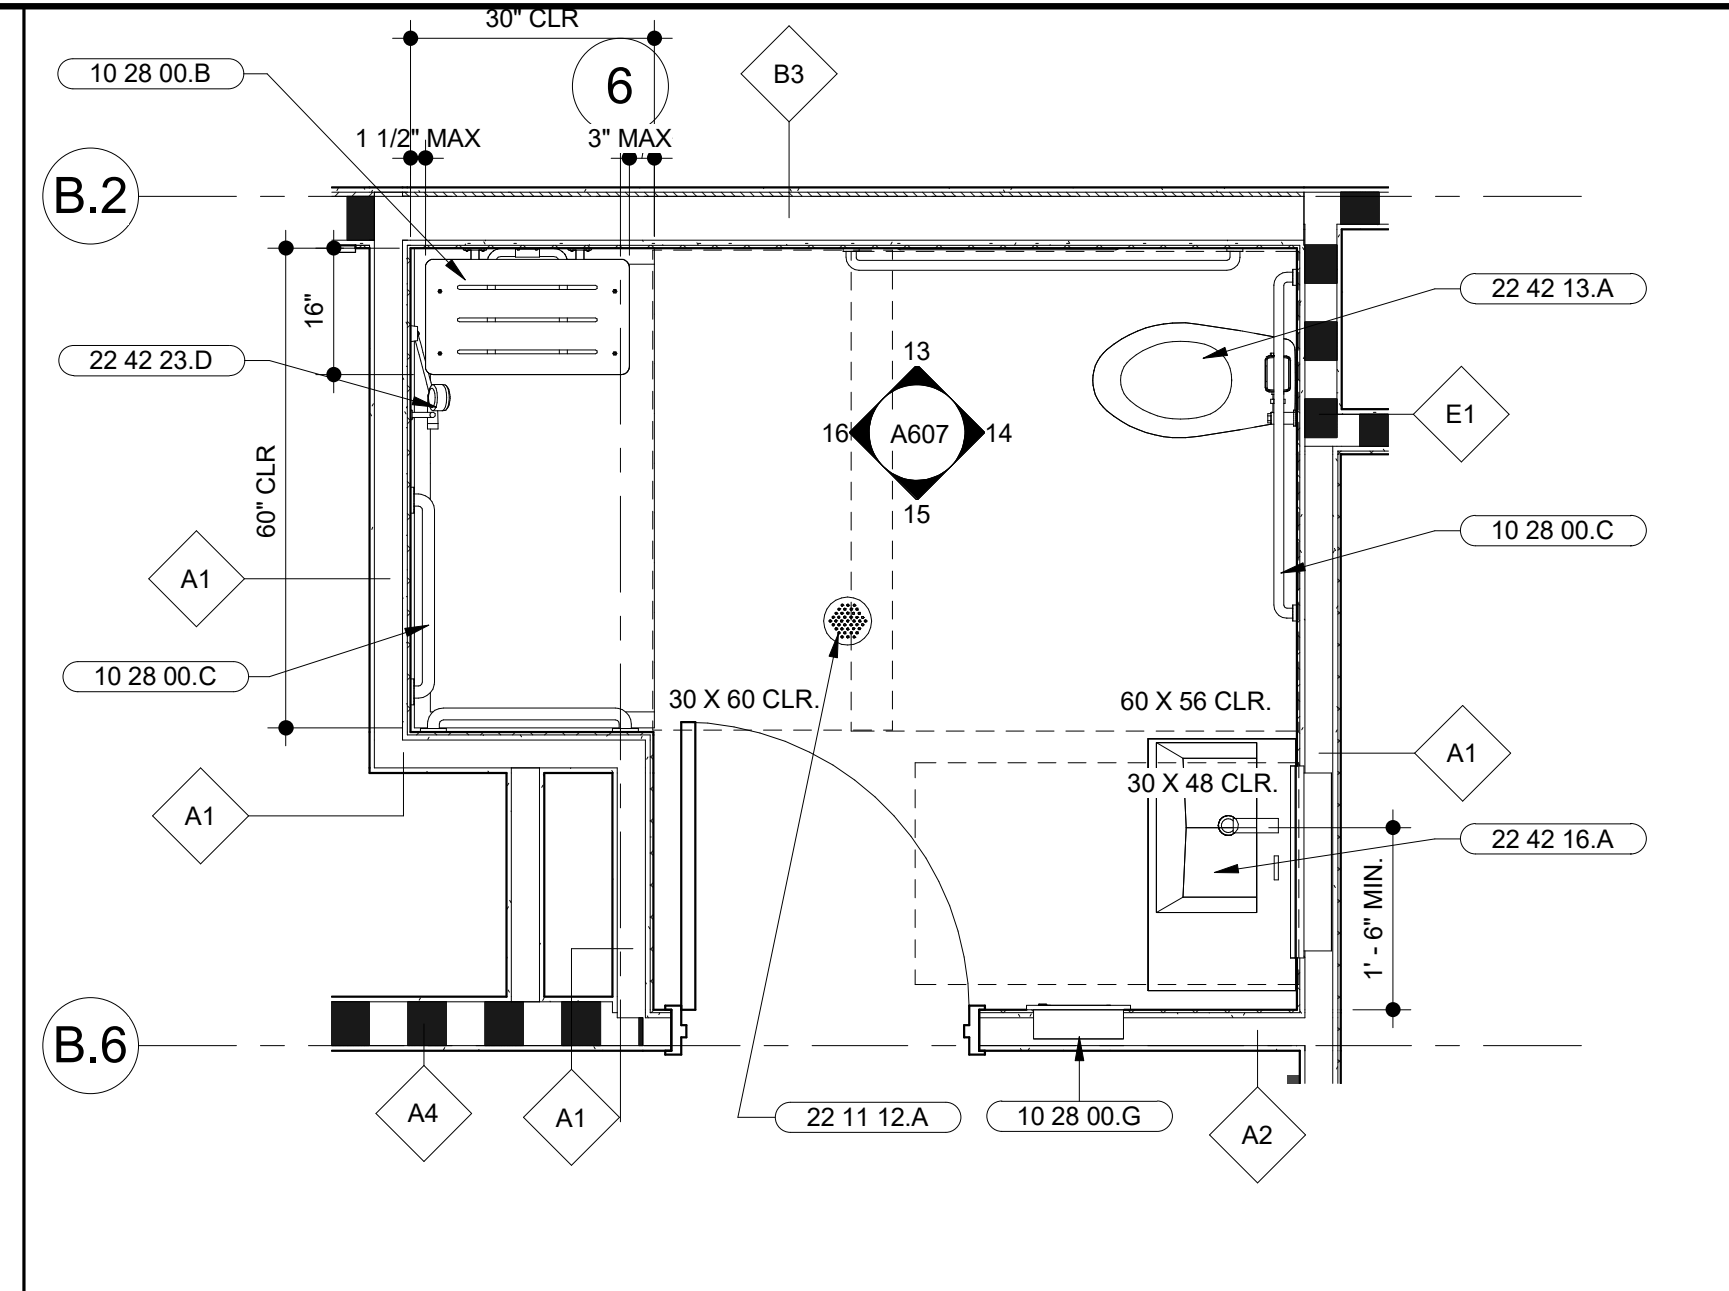 30" CLR
10 28 00.B
6
B3
1 1/2" MAX
3" MAX
B.2
16"
22 42 13.A
22 42 23.D
13
16
A607
14
15
E1
60" CLR
A1
10 28 00.C
10 28 00.C
30 X 60 CLR.
60 X 56 CLR.
A1
30 X 48 CLR.
A1
22 42 16.A
1' - 6" MIN.
B.6
A4
A1
22 11 12.A
10 28 00.G
A2